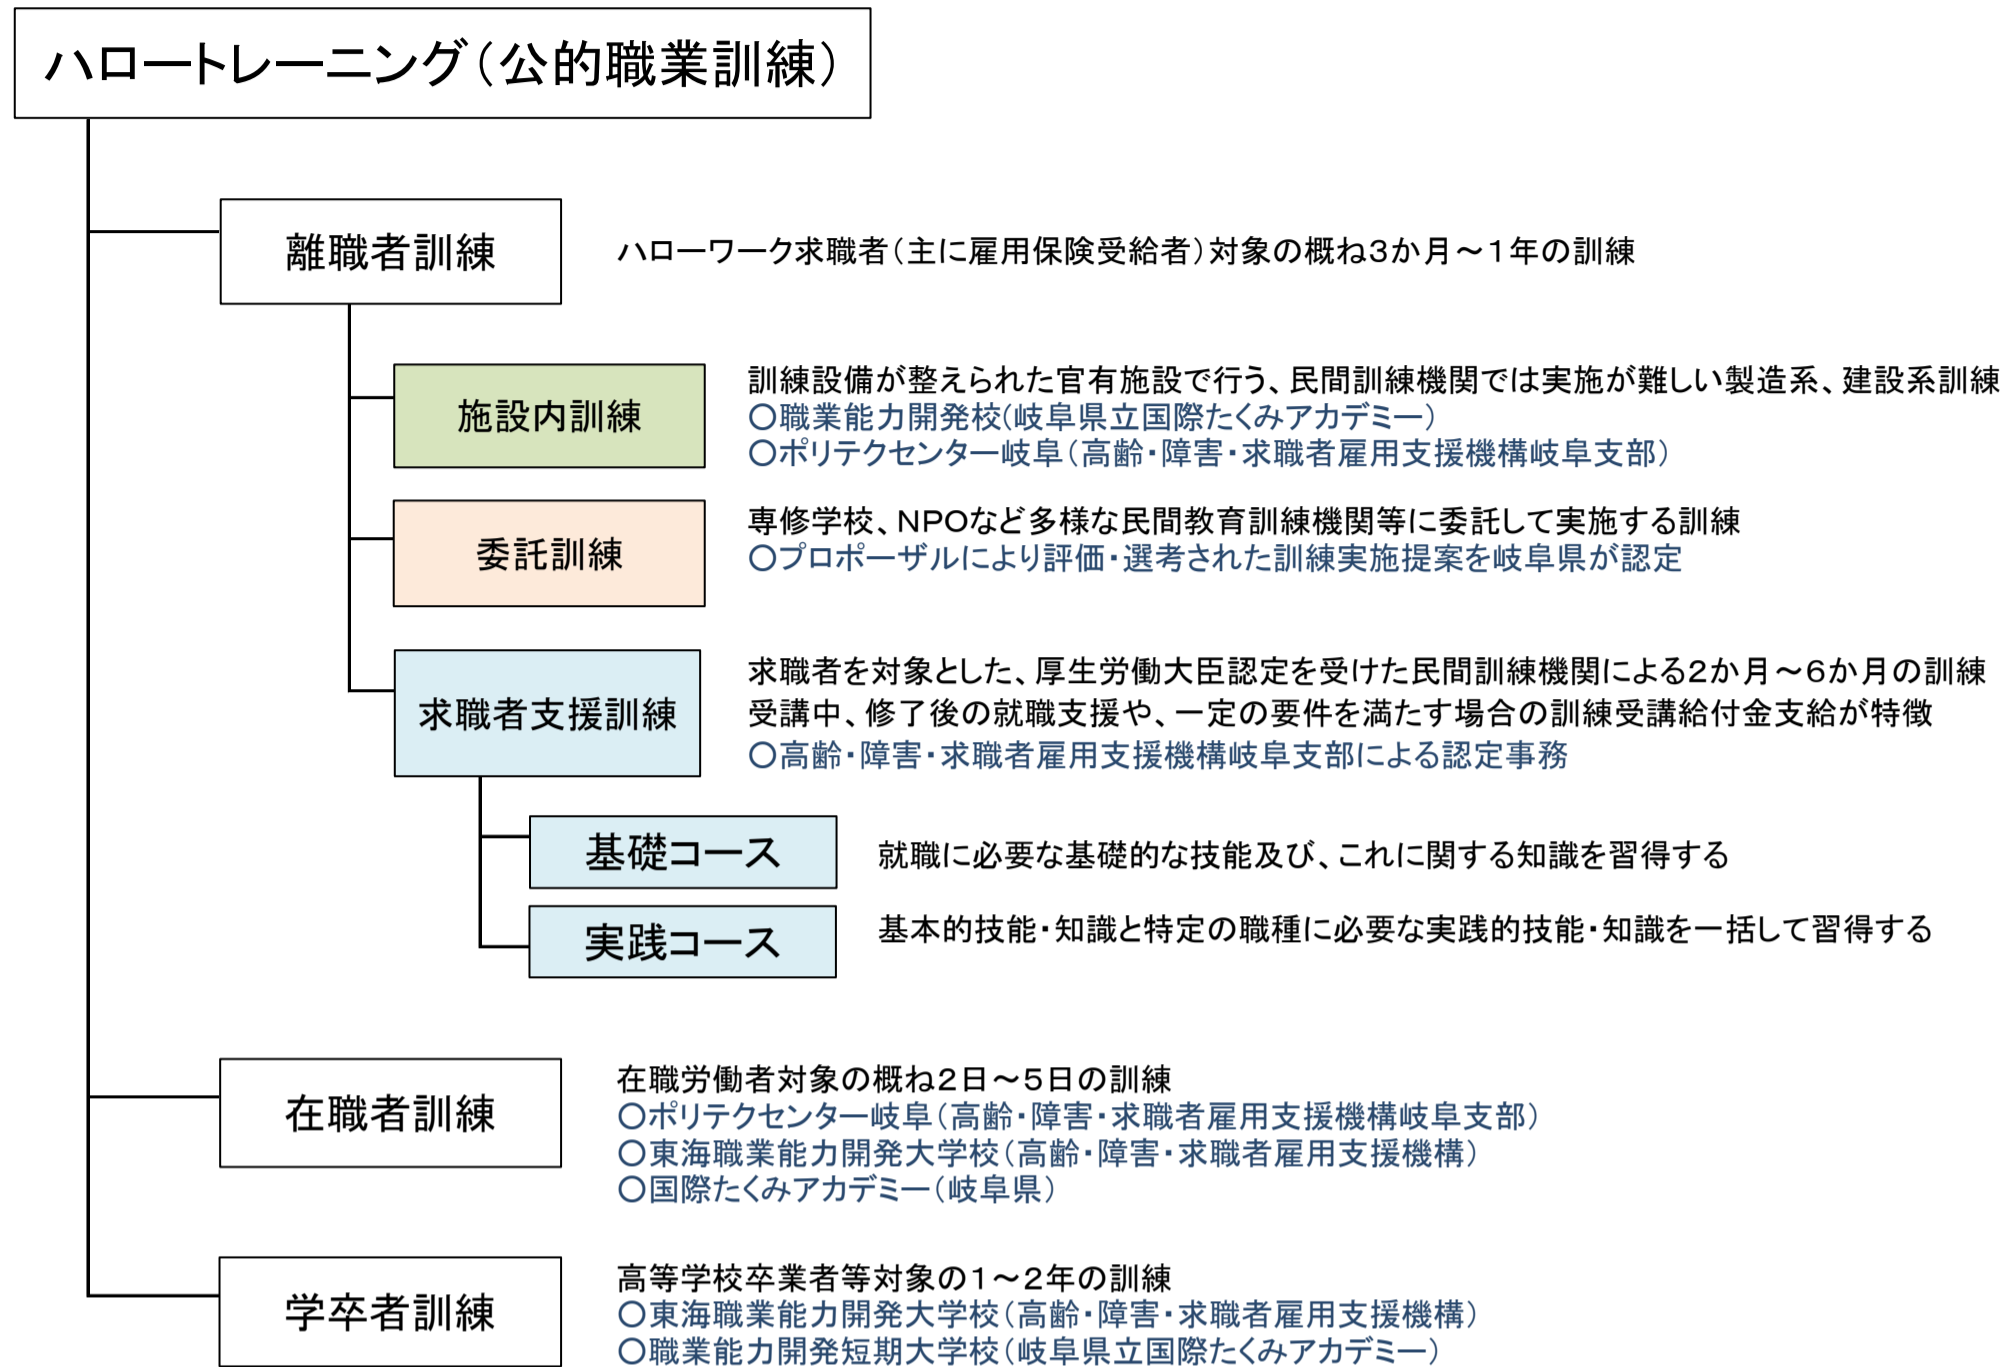 ハロートレーニング（公的職業訓練）
離職者訓練
ハローワーク求職者（主に雇用保険受給者）対象の概ね３か月～１年の訓練
施設内訓練
訓練設備が整えられた官有施設で行う、民間訓練機関では実施が難しい製造系、建設系訓練
○職業能力開発校(岐阜県立国際たくみアカデミー）
○ポリテクセンター岐阜（高齢・障害・求職者雇用支援機構岐阜支部）
委託訓練
専修学校、NPOなど多様な民間教育訓練機関等に委託して実施する訓練
○プロポーザルにより評価・選考された訓練実施提案を岐阜県が認定
求職者支援訓練
求職者を対象とした、厚生労働大臣認定を受けた民間訓練機関による２か月～６か月の訓練
受講中、修了後の就職支援や、一定の要件を満たす場合の訓練受講給付金支給が特徴
○高齢・障害・求職者雇用支援機構岐阜支部による認定事務
基礎コース
就職に必要な基礎的な技能及び、これに関する知識を習得する
実践コース
基本的技能・知識と特定の職種に必要な実践的技能・知識を一括して習得する
在職者訓練
在職労働者対象の概ね２日～５日の訓練
○ポリテクセンター岐阜（高齢・障害・求職者雇用支援機構岐阜支部）
○東海職業能力開発大学校（高齢・障害・求職者雇用支援機構）
○国際たくみアカデミー（岐阜県）
学卒者訓練
高等学校卒業者等対象の１～２年の訓練
○東海職業能力開発大学校（高齢・障害・求職者雇用支援機構）
○職業能力開発短期大学校（岐阜県立国際たくみアカデミー）